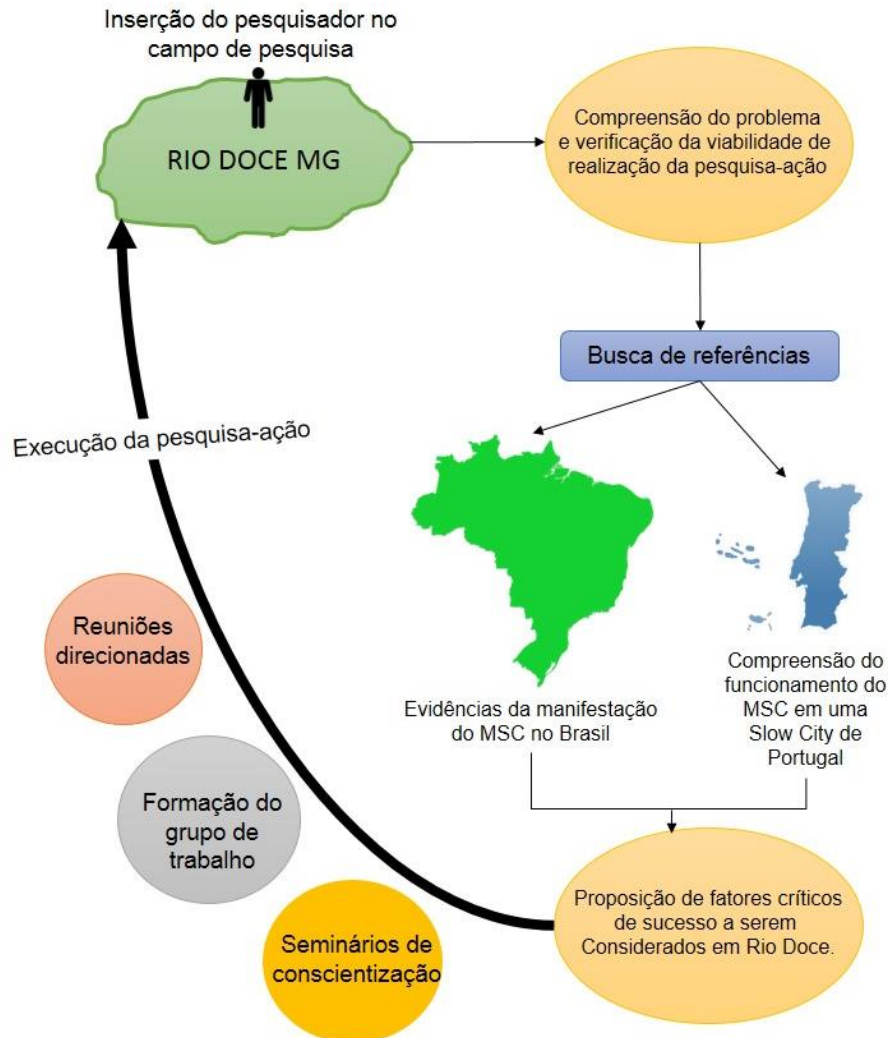 Inserção do pesquisador no
campo de pesquisa
RIO DOCE MG
Compreensão do problema
e verificação da viabilidade de
realização da pesquisa-ação
Busca de referências
Evidências da manifestação
do MSC no Brasil
Compreensão do
funcionamento do
MSC em uma
Slow City de
Portugal
Proposição de fatores críticos
de sucesso a serem
Considerados em Rio Doce.
Seminários de
conscientização
Formação do
grupo de
trabalho
Reuniões
direcionadas
Execução da pesquisa-ação